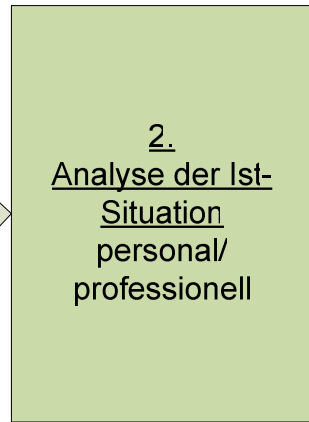 2.
Analyse der Ist-
Situation
personal/
professionell